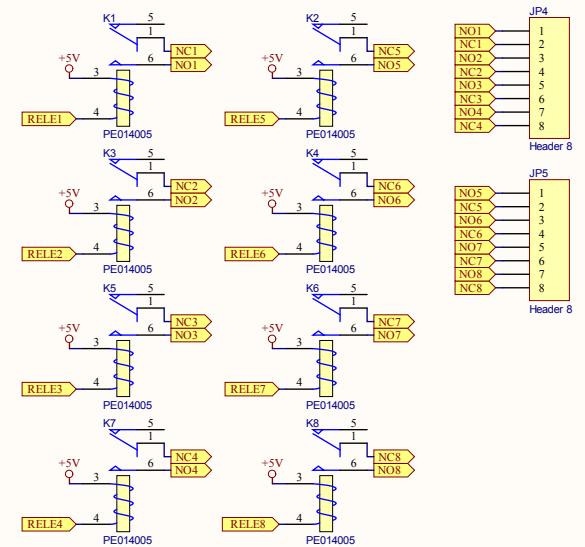 K1 5
1
NC1
+5V 6 NO1
3
RELE1 4
PE014005
K2 5
1
NC5
+5V 6 NO5
3
RELE5 4
PE014005
K3 5
1
NC2
+5V 6 NO2
3
RELE2 4
PE014005
K4 5
1
NC6
+5V 6 NO6
3
RELE6 4
PE014005
K5 5
1
NC3
+5V 6 NO3
3
RELE3 4
PE014005
K6 5
1
NC7
+5V 6 NO7
3
RELE7 4
PE014005
K7 5
1
NC4
+5V 6 NO4
3
RELE4 4
PE014005
K8 5
1
NC8
+5V 6 NO8
3
RELE8 4
PE014005
JP4
NO1 1
NC1 2
NO2 3
NC2 4
NO3 5
NC3 6
NO4 7
NC4 8
Header 8
JP5
NO5 1
NC5 2
NO6 3
NC6 4
NO7 5
NC7 6
NO8 7
NC8 8
Header 8